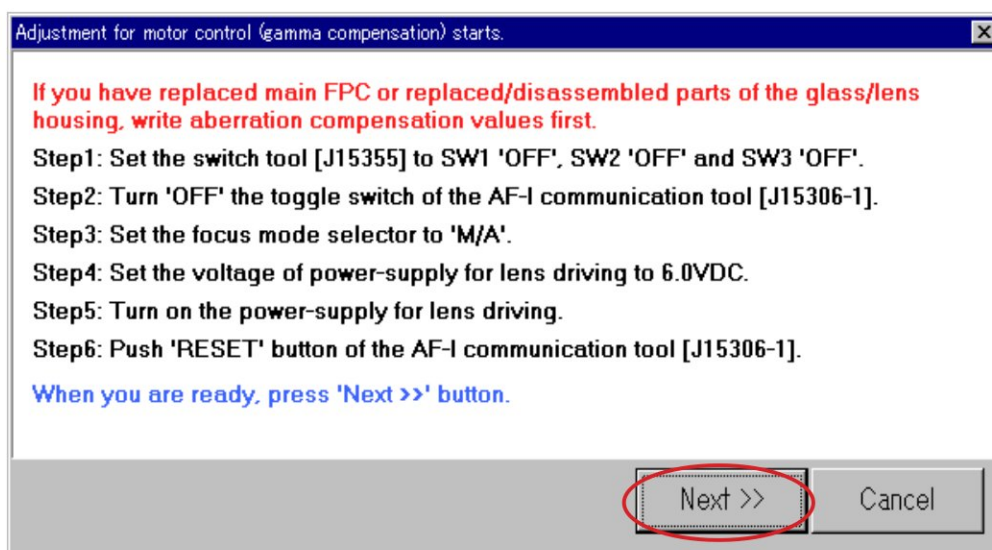 Adjustment for motor control (gamma compensation) starts.
If you have replaced main FPC or replaced/disassembled parts of the glass/lens
housing, write aberration compensation values first.
Step1: Set the switch tool [J15355] to SW1 'OFF', SW2 'OFF' and SW3 'OFF'.
Step2: Turn 'OFF' the toggle switch of the AF-I communication tool [J15306-1].
Step3: Set the focus mode selector to 'M/A'.
Step4: Set the voltage of power-supply for lens driving to 6.0VDC.
Step5: Turn on the power-supply for lens driving.
Step6: Push 'RESET' button of the AF-I communication tool [J15306-1].
When you are ready, press 'Next >>' button.
Next >> Cancel